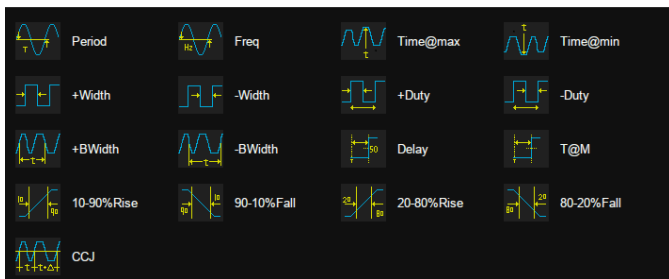 Period Freq Time@max Time@min
+Width -Width +Duty -Duty
+BWidth -BWidth Delay T@M
10-90%Rise 90-10%Fall 20-80%Rise 80-20%Fall
CCJ